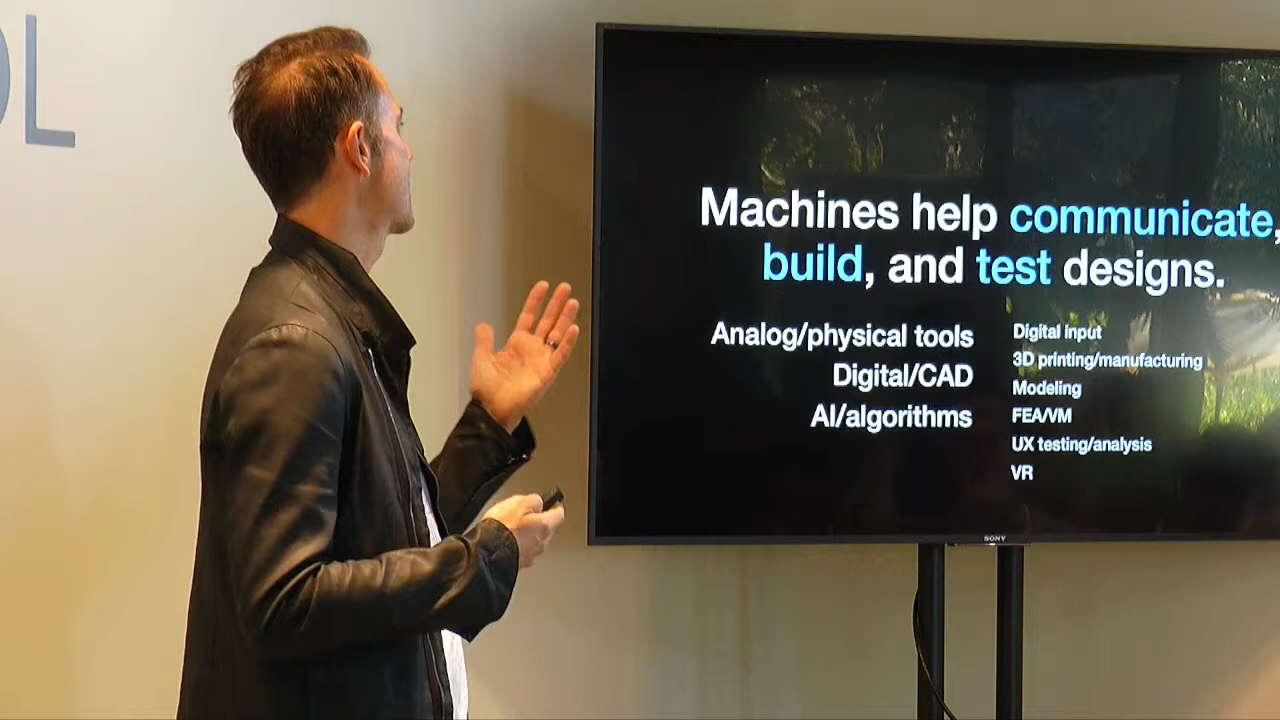 OL
Machines help communicate,
build, and test designs.
Analog/physical tools
Digital/CAD
AI/algorithms
Digital input
3D printing/manufacturing
Modeling
FEA/VM
UX testing/analysis
VR
SONY